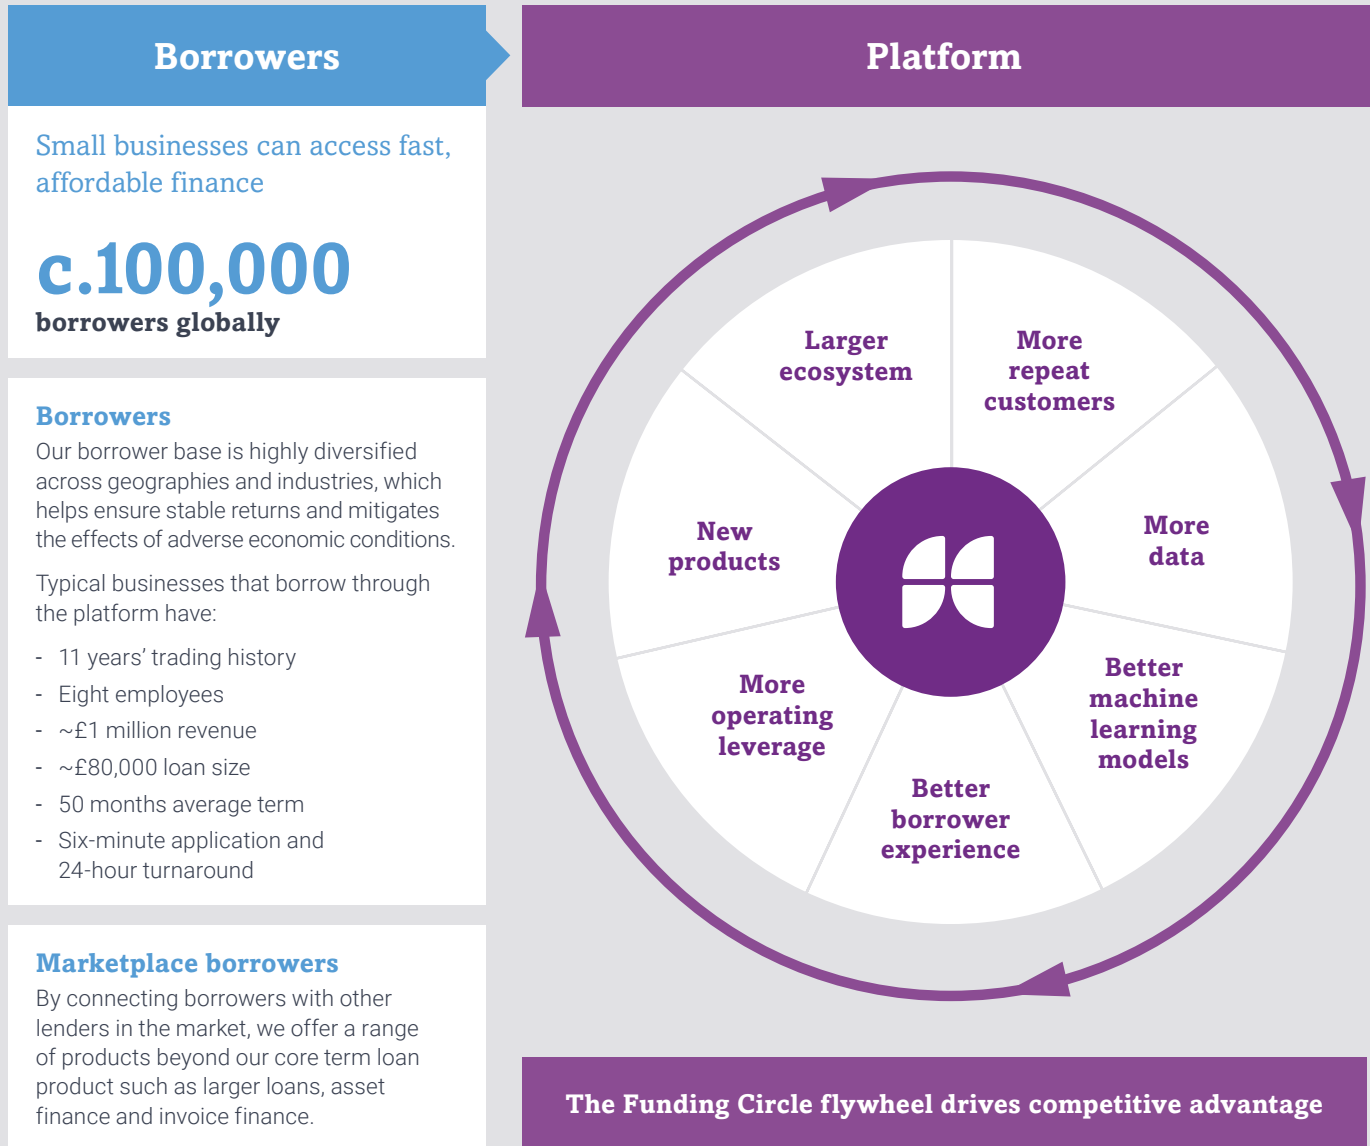 Borrowers
Small businesses can access fast,
affordable finance
c.100,000
borrowers globally
Borrowers
Our borrower base is highly diversified
across geographies and industries, which
helps ensure stable returns and mitigates
the effects of adverse economic conditions.
Typical businesses that borrow through
the platform have:
- 11 years’ trading history
- Eight employees
- ~£1 million revenue
- ~£80,000 loan size
- 50 months average term
- Six-minute application and
24-hour turnaround
Marketplace borrowers
By connecting borrowers with other
lenders in the market, we offer a range
of products beyond our core term loan
product such as larger loans, asset
finance and invoice finance.
Platform
More
repeat
customers
More
data
Better
machine
learning
models
Better
borrower
experience
More
operating
leverage
New
products
Larger
ecosystem
The Funding Circle flywheel drives competitive advantage